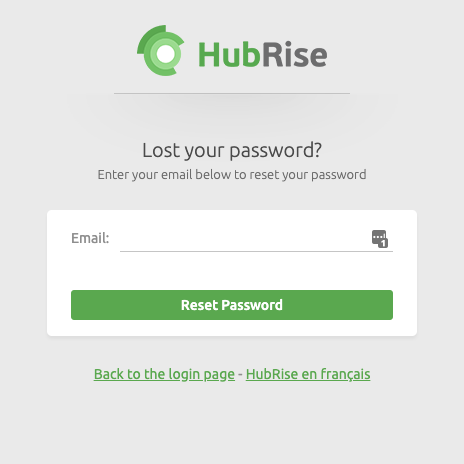 HubRise
Lost your password?
Enter your email below to reset your password
Email:
1
Reset Password
Back to the login page - HubRise en français